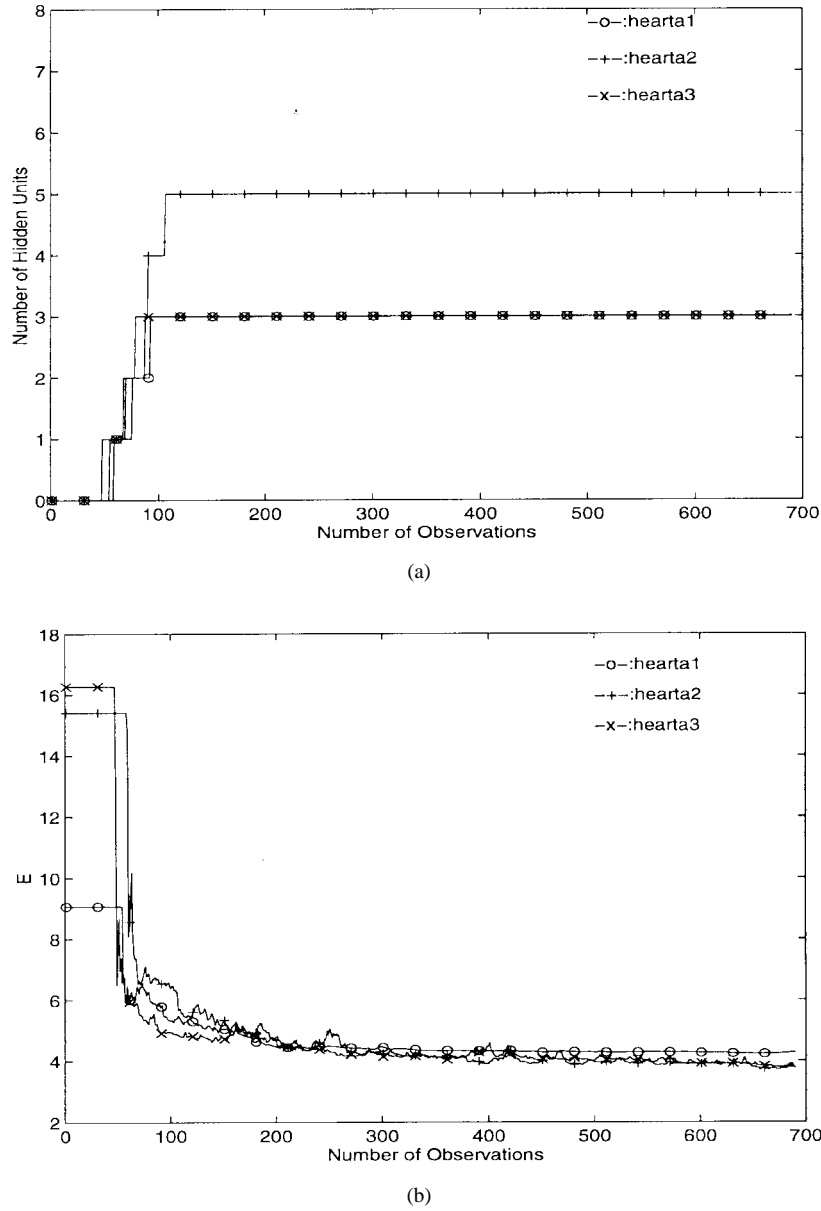 8
7
6
5
4
3
2
1
0
Number of Hidden Units
–o–:hearta1
–+–:hearta2
–x–:hearta3
0 100 200 300 400 500 600 700
Number of Observations
(a)
18
16
14
12
10
8
6
4
2
E
–o–:hearta1
–+–:hearta2
–x–:hearta3
0 100 200 300 400 500 600 700
Number of Observations
(b)